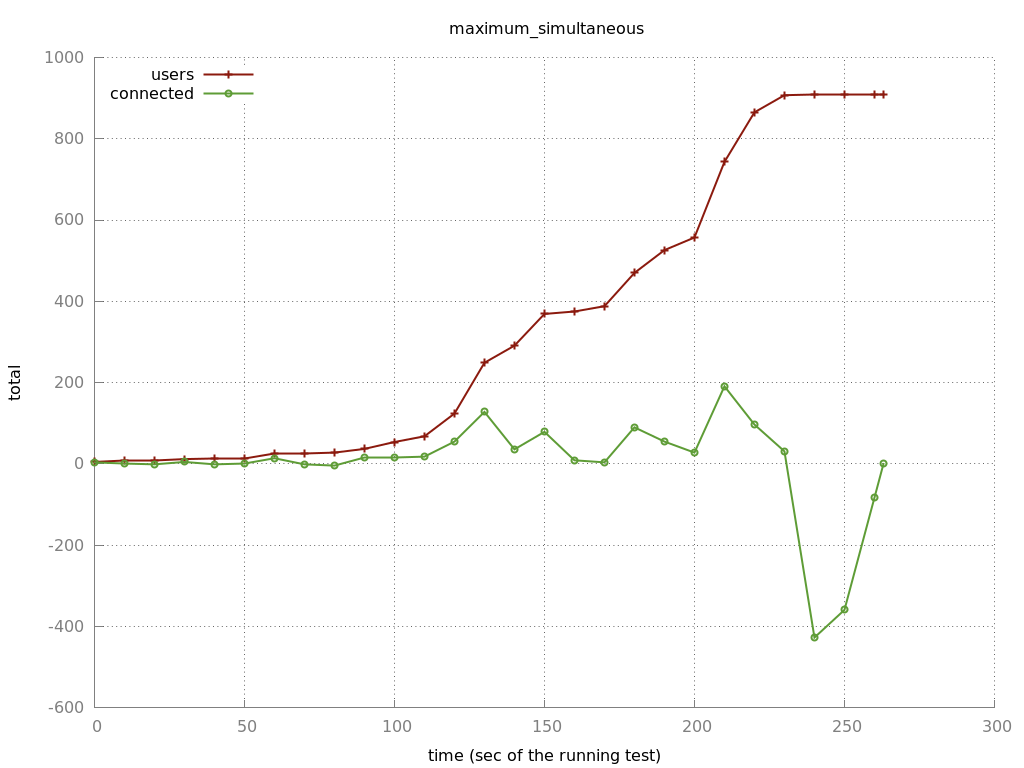 maximum_simultaneous
users
connected
1000
800
600
400
200
0
-200
-400
-600
total
0 50 100 150 200 250 300
time (sec of the running test)